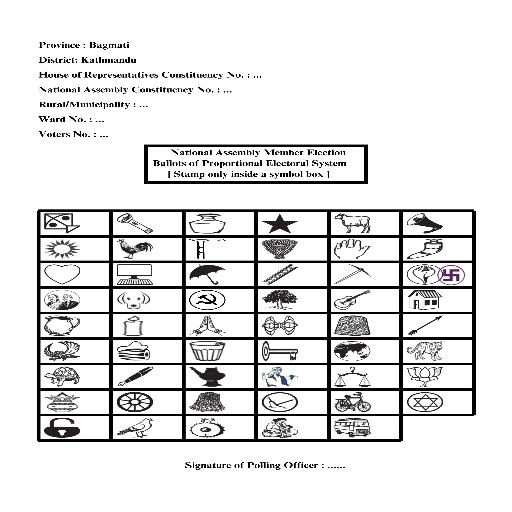 Province : Bagmati
District: Kathmandu
House of Representatives Constituency No. : ...
National Assembly Constituency No. : ...
Rural/Municipality : ...
Ward No. : ...
Voters No. : ...
National Assembly Member Election
Ballots of Proportional Electoral System
[ Stamp only inside a symbol box ]
Signature of Polling Officer : ......